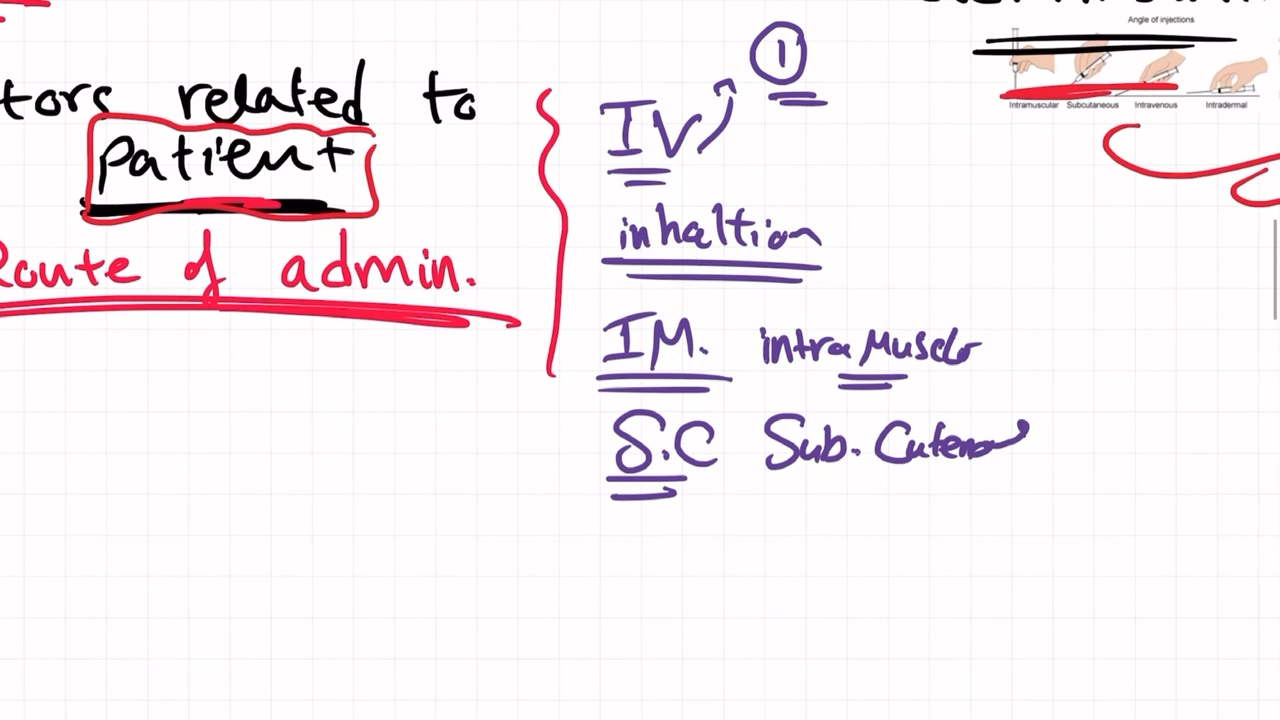 Angle of injections
Intramuscular Subcutaneous Intravenous Intradermal
tors related to
patient
Route of admin.
IV 1
inhaltion
IM. intra Muscle
S.C Sub.